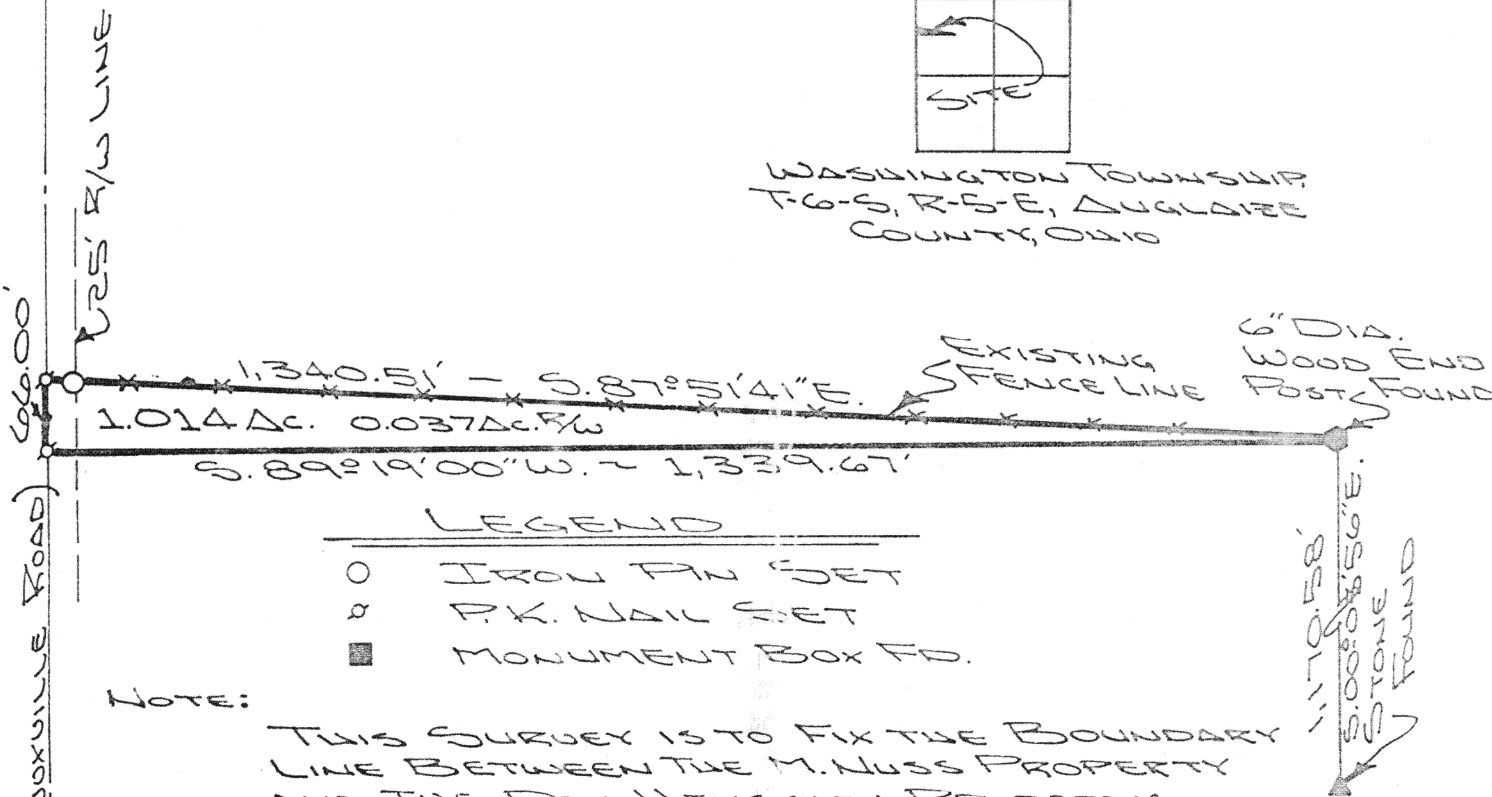 SITE
WASHINGTON TOWNSHIP,
T-6-S, R-5-E, AUGLAIZE
COUNTY, OHIO
25' R/W LINE
66.00'
1,340.51' – S.87°51'41"E.
EXISTING
FENCE LINE
6" DIA.
WOOD END
POST FOUND
1.014 AC. 0.037 AC. R/W
S.89°19'00"W. ~ 1,339.67'
ROAD)
LEGEND
IRON PIN SET
P.K. NAIL SET
MONUMENT BOX FD.
1,170.58'
S.00°08'56"E.
STONE
FOUND
NOTE:
THIS SURVEY IS TO FIX THE BOUNDARY
LINE BETWEEN THE M. NUSS PROPERTY
AND THE